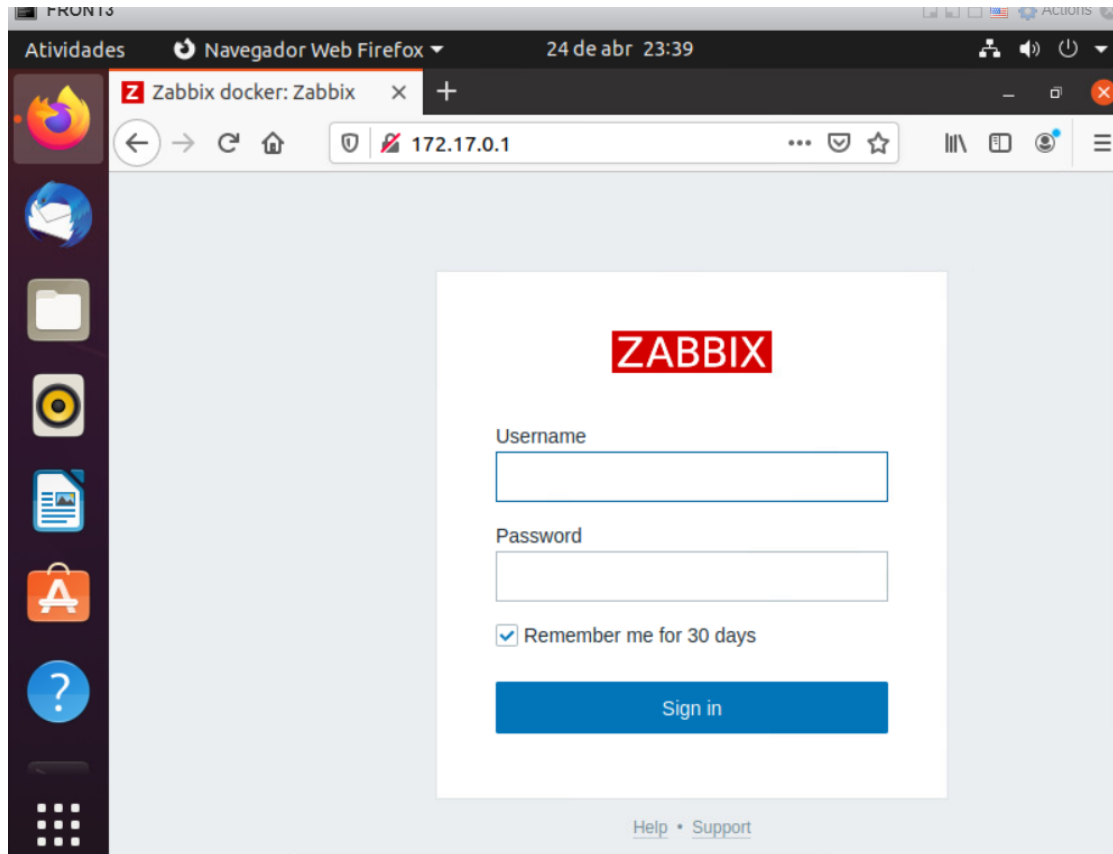 FRONT3
Actions
Atividades Navegador Web Firefox 24 de abr 23:39
Z Zabbix docker: Zabbix
172.17.0.1
ZABBIX
Username
Password
Remember me for 30 days
Sign in
Help • Support